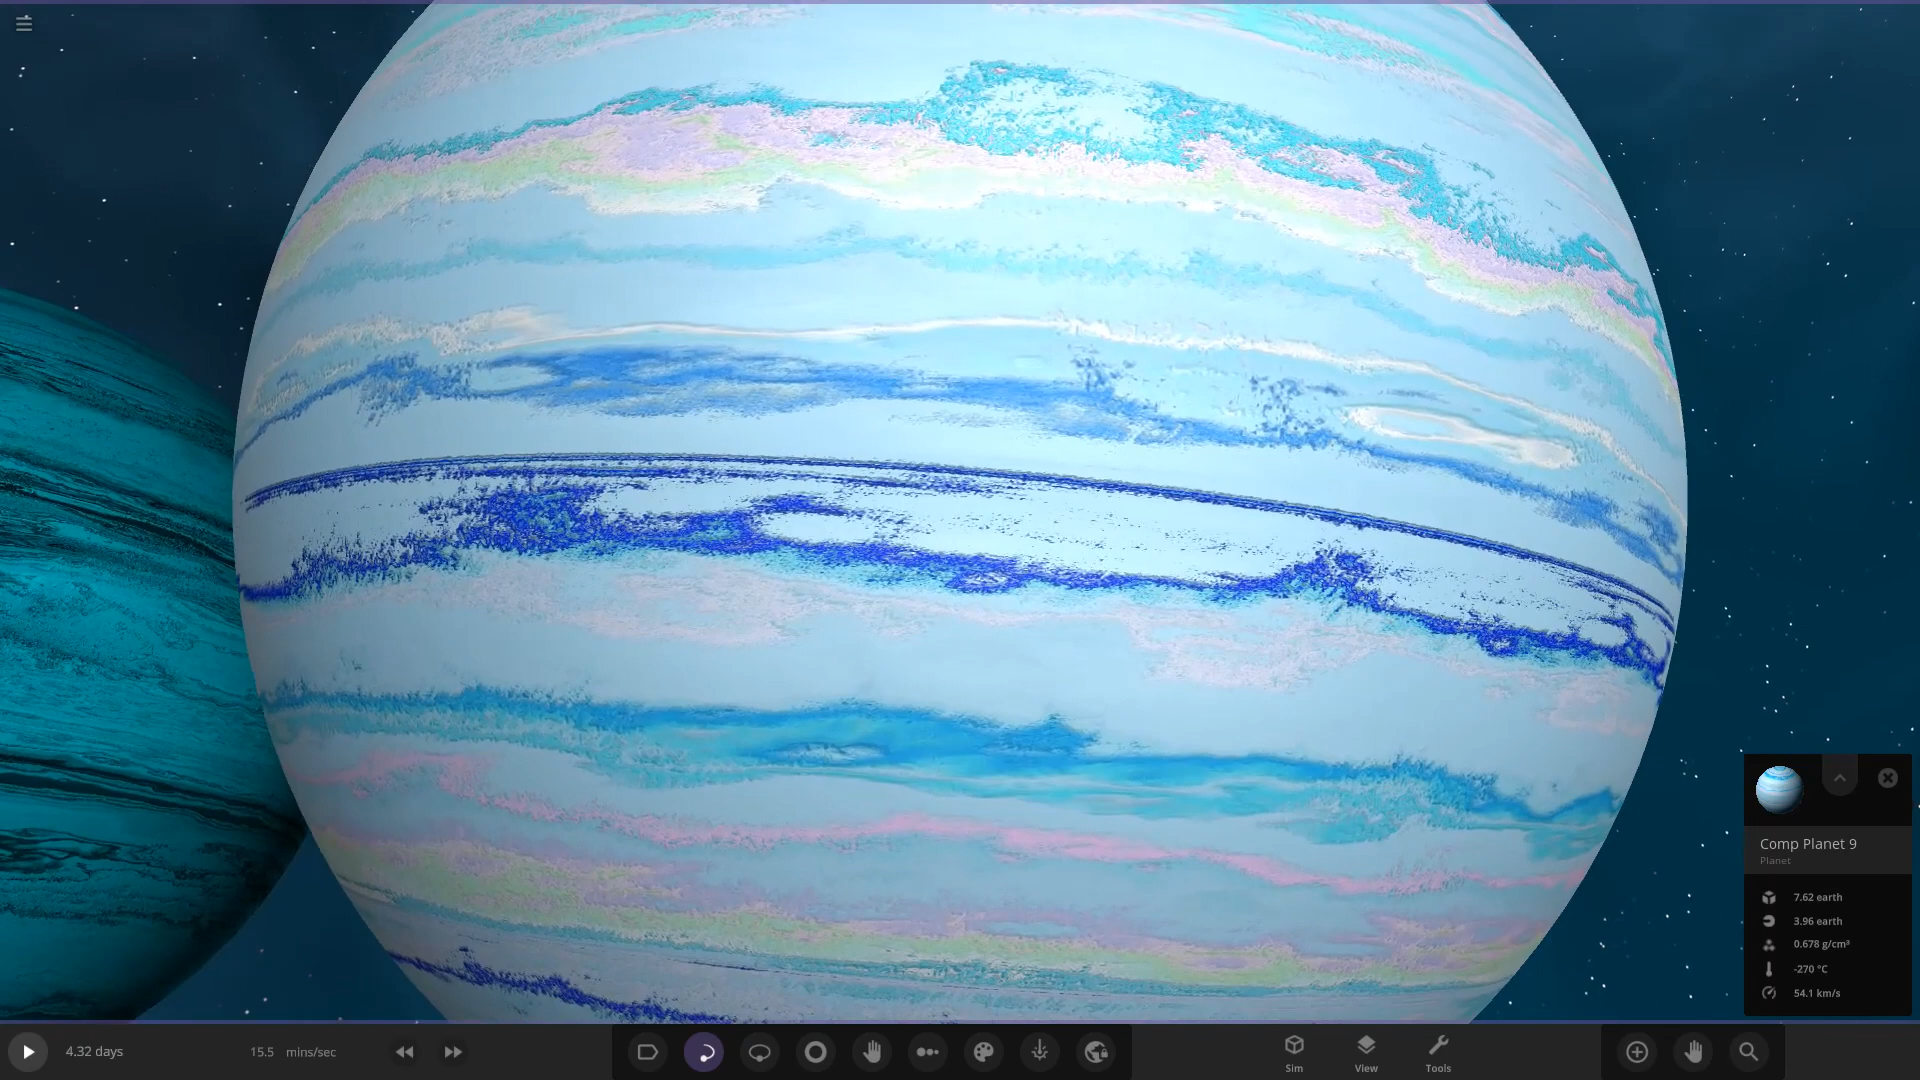 Comp Planet 9
Planet
7.62 earth
3.96 earth
0.678 g/cm³
-270 °C
54.1 km/s
4.32 days
15.5 mins/sec
Sim
View
Tools